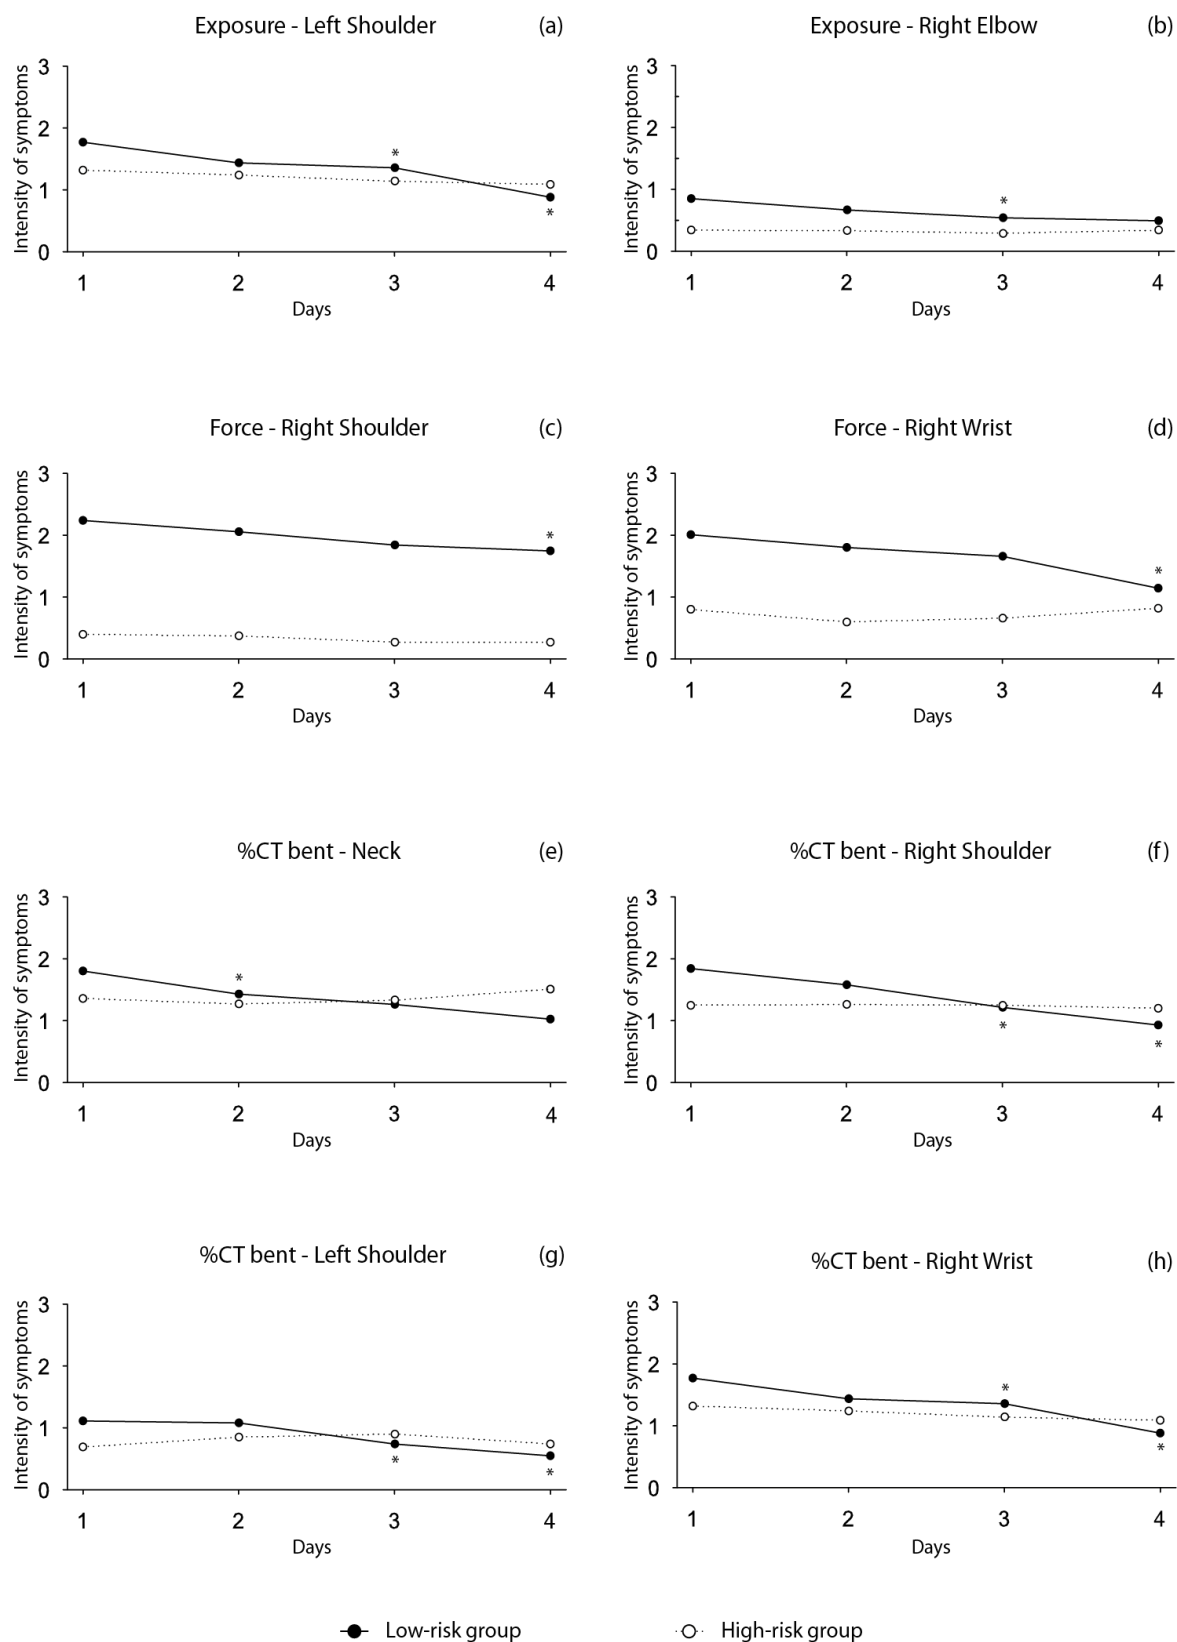 Exposure - Left Shoulder (a)
Intensity of symptoms
3
2
1
0
*
*
1 2 3 4
Days
Exposure - Right Elbow (b)
Intensity of symptoms
3
2
1
0
*
1 2 3 4
Days
Force - Right Shoulder (c)
Intensity of symptoms
3
2
1
0
*
1 2 3 4
Days
Force - Right Wrist (d)
Intensity of symptoms
3
2
1
0
*
1 2 3 4
Days
%CT bent - Neck (e)
Intensity of symptoms
3
2
1
0
*
1 2 3 4
Days
%CT bent - Right Shoulder (f)
Intensity of symptoms
3
2
1
0
*
*
1 2 3 4
Days
%CT bent - Left Shoulder (g)
Intensity of symptoms
3
2
1
0
*
*
1 2 3 4
Days
%CT bent - Right Wrist (h)
Intensity of symptoms
3
2
1
0
*
*
1 2 3 4
Days
Low-risk group High-risk group